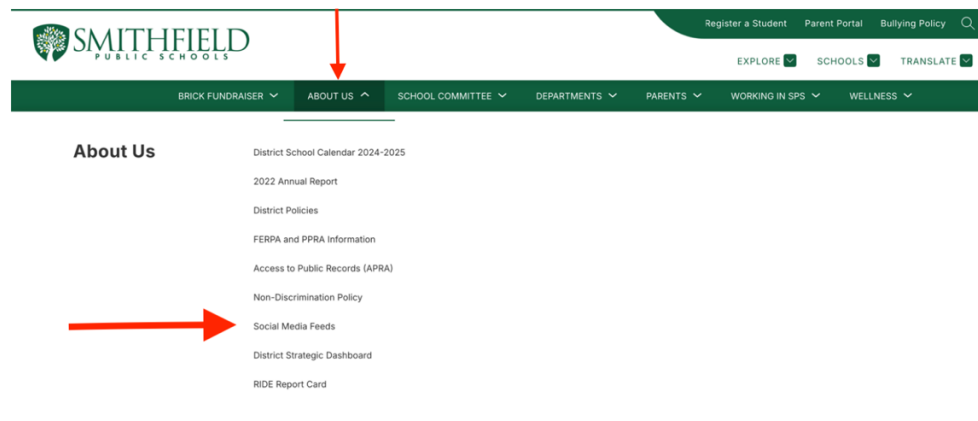 SMITHFIELD
PUBLIC SCHOOLS
Register a Student Parent Portal Bullying Policy
EXPLORE SCHOOLS TRANSLATE
BRICK FUNDRAISER ABOUT US SCHOOL COMMITTEE DEPARTMENTS PARENTS WORKING IN SPS WELLNESS
About Us
District School Calendar 2024-2025
2022 Annual Report
District Policies
FERPA and PPRA Information
Access to Public Records (APRA)
Non-Discrimination Policy
Social Media Feeds
District Strategic Dashboard
RIDE Report Card